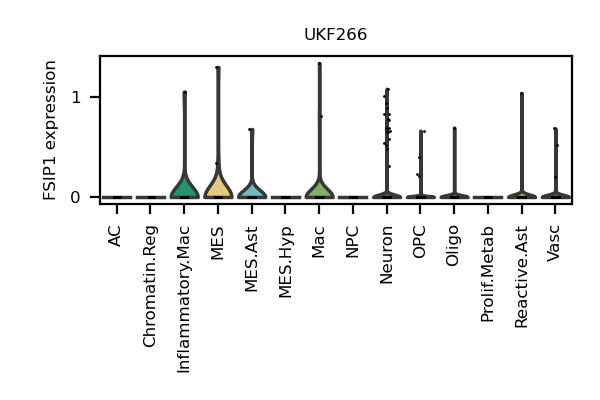 UKF266
FSIP1 expression
1
0
AC
Chromatin.Reg
Inflammatory.Mac
MES
MES.Ast
MES.Hyp
Mac
NPC
Neuron
OPC
Oligo
Prolif.Metab
Reactive.Ast
Vasc